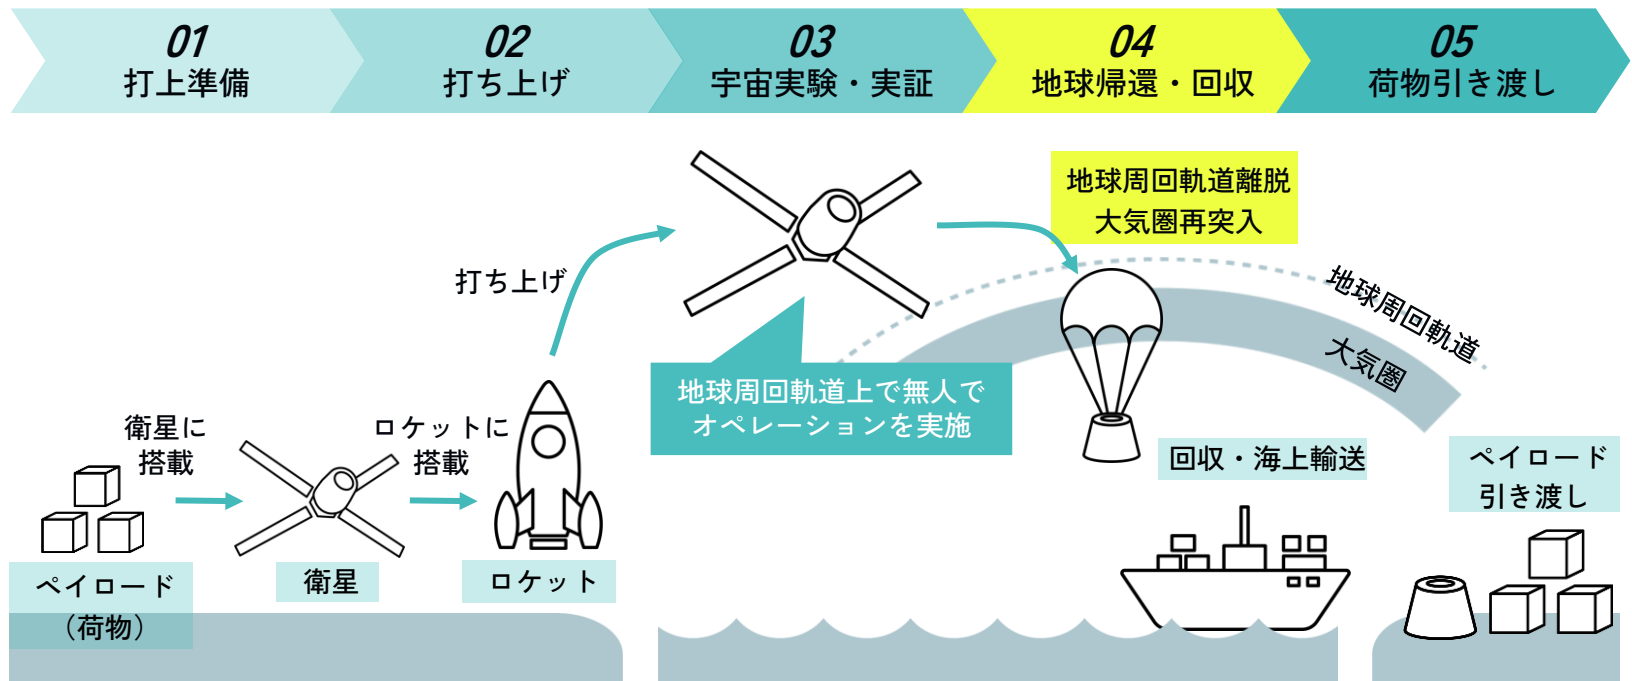 01
打上準備
02
打ち上げ
03
宇宙実験・実証
04
地球帰還・回収
05
荷物引き渡し
地球周回軌道離脱
大気圏再突入
打ち上げ
地球周回軌道
大気圏
地球周回軌道上で無人で
オペレーションを実施
衛星に
搭載
ロケットに
搭載
回収・海上輸送
ペイロード
引き渡し
ペイロード
（荷物）
衛星
ロケット